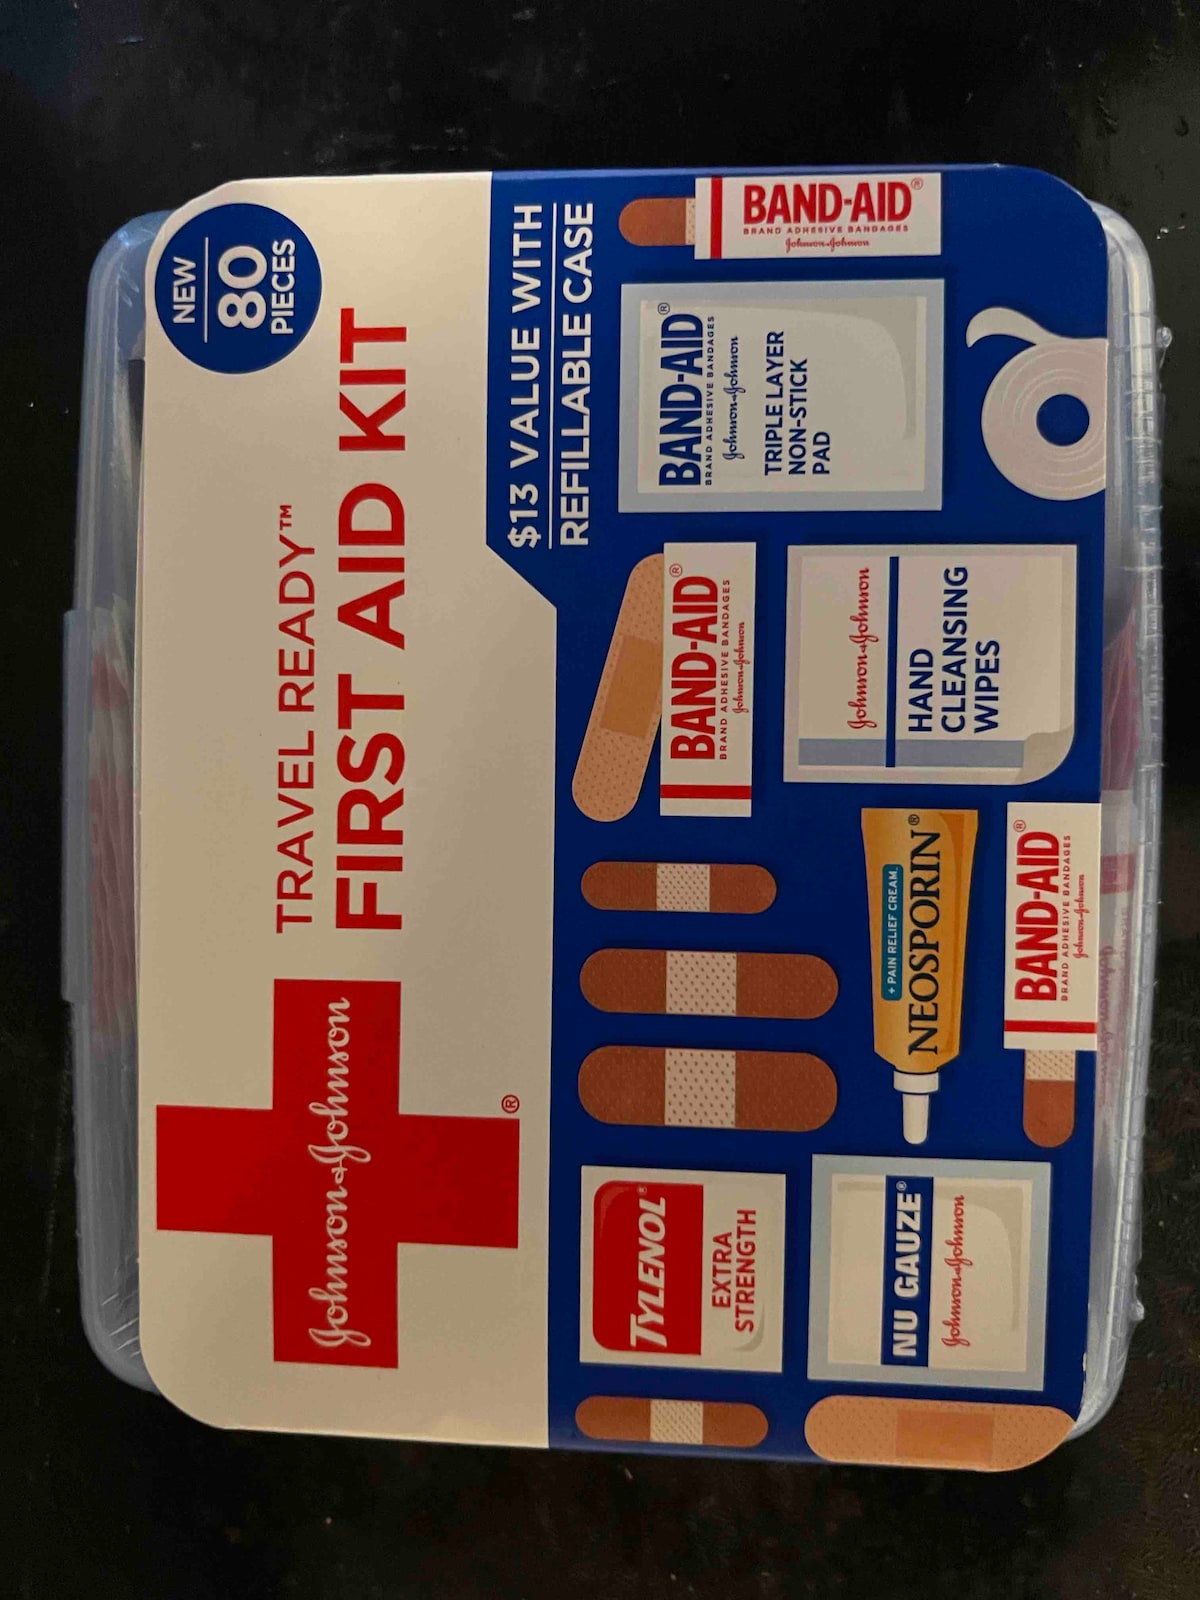 NEW
80
PIECES
TRAVEL READY™
FIRST AID KIT
Johnson & Johnson
®
$13 VALUE WITH
REFILLABLE CASE
BAND-AID®
BRAND ADHESIVE BANDAGES
Johnson & Johnson
BAND-AID®
BRAND ADHESIVE BANDAGES
Johnson & Johnson
TRIPLE LAYER
NON-STICK
PAD
BAND-AID®
BRAND ADHESIVE BANDAGES
Johnson & Johnson
Johnson & Johnson
HAND
CLEANSING
WIPES
+ PAIN RELIEF CREAM
NEOSPORIN®
BAND-AID®
BRAND ADHESIVE BANDAGES
Johnson & Johnson
TYLENOL®
EXTRA
STRENGTH
NU GAUZE®
Johnson & Johnson